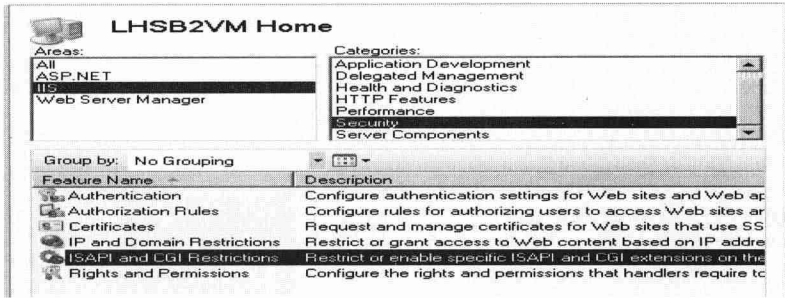 LHSB2VM Home
Areas:
All
ASP.NET
IIS
Web Server Manager
Categories:
Application Development
Delegated Management
Health and Diagnostics
HTTP Features
Performance
Security
Server Components
Group by: No Grouping
Feature Name Description
Authentication Configure authentication settings for Web sites and Web ap
Authorization Rules Configure rules for authorizing users to access Web sites ar
Certificates Request and manage certificates for Web sites that use SS
IP and Domain Restrictions Restrict or grant access to Web content based on IP addre
ISAPI and CGI Restrictions Restrict or enable specific ISAPI and CGI extensions on the
Rights and Permissions Configure the rights and permissions that handlers require to